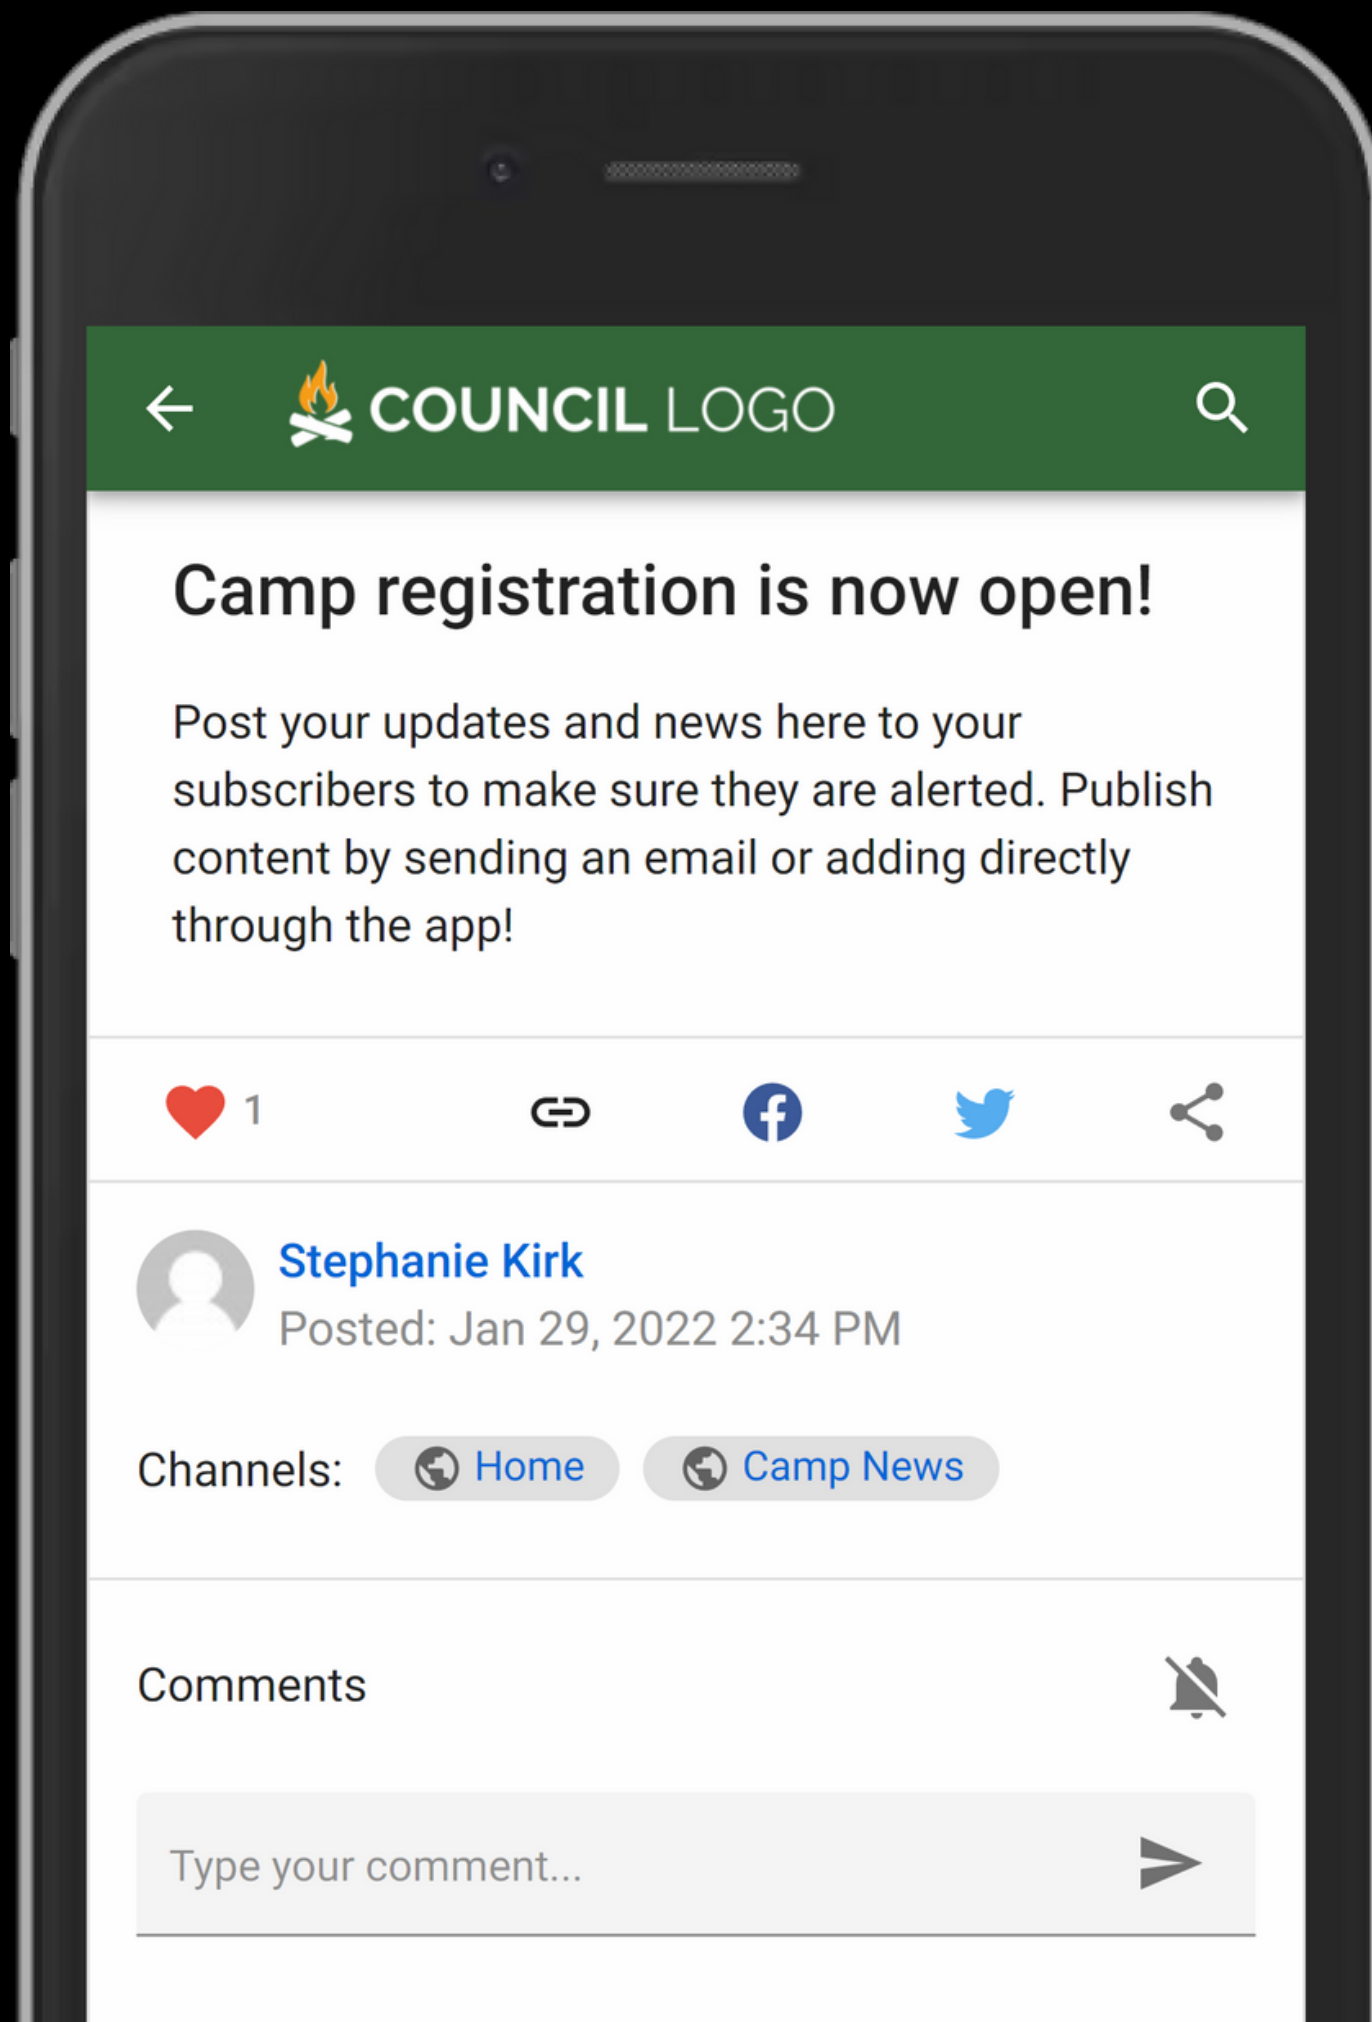 COUNCIL LOGO
Camp registration is now open!
Post your updates and news here to your
subscribers to make sure they are alerted. Publish
content by sending an email or adding directly
through the app!
1
Stephanie Kirk
Posted: Jan 29, 2022 2:34 PM
Channels: Home Camp News
Comments
Type your comment...